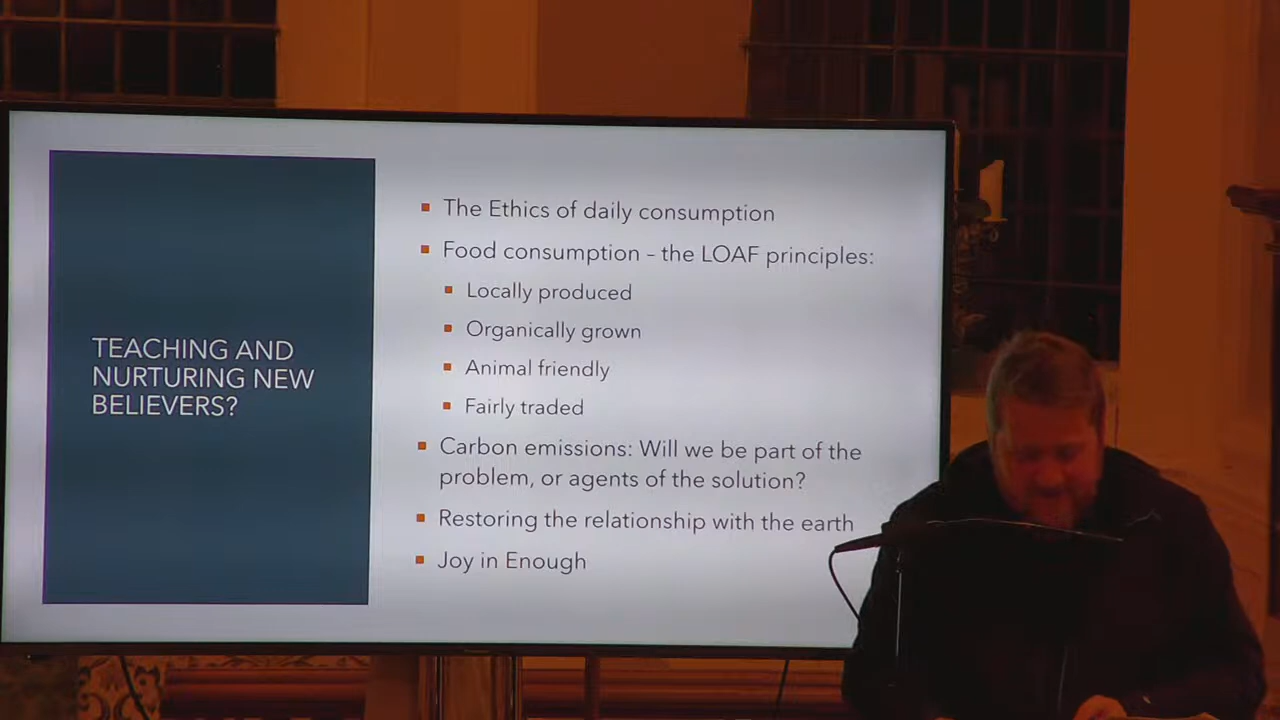 TEACHING AND
NURTURING NEW
BELIEVERS?
The Ethics of daily consumption
Food consumption – the LOAF principles:
Locally produced
Organically grown
Animal friendly
Fairly traded
Carbon emissions: Will we be part of the
problem, or agents of the solution?
Restoring the relationship with the earth
Joy in Enough